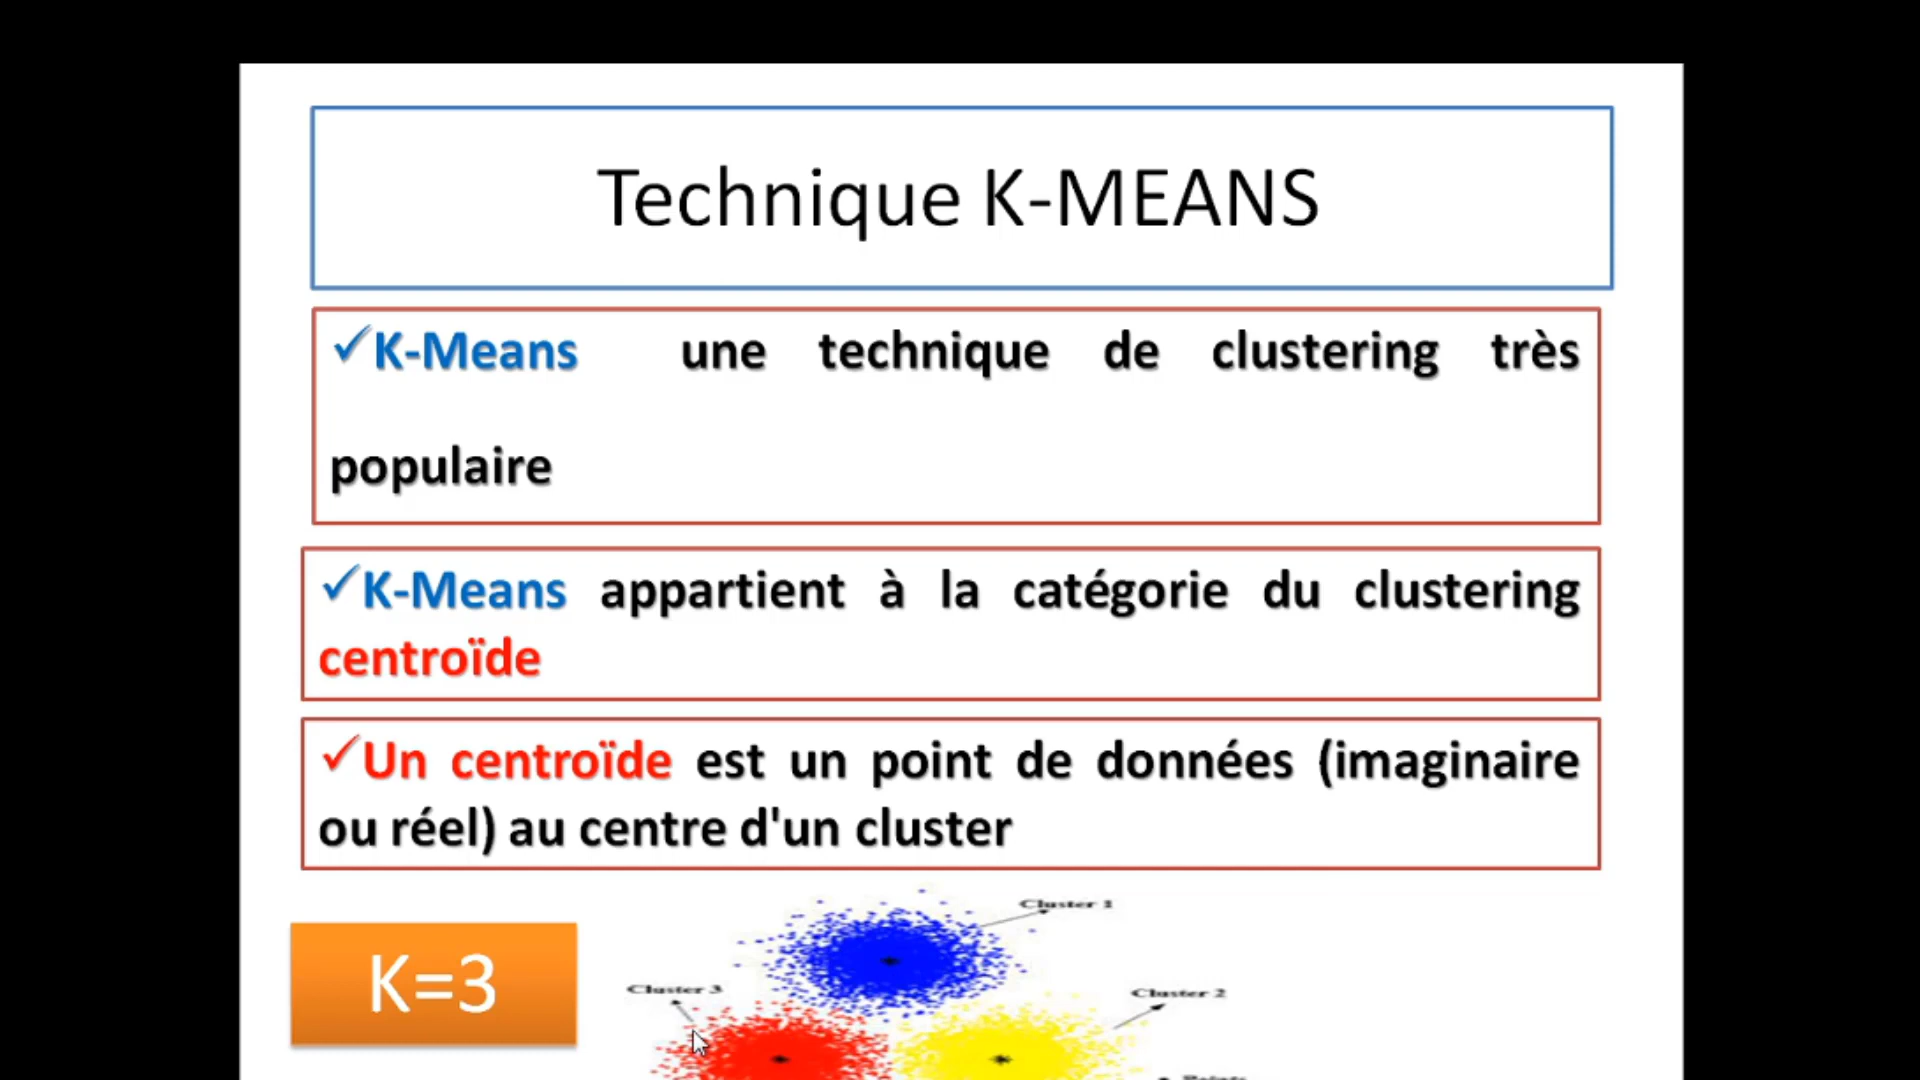 Technique K-MEANS
✓K-Means une technique de clustering très
populaire
✓K-Means appartient à la catégorie du clustering
centroïde
✓Un centroïde est un point de données (imaginaire
ou réel) au centre d'un cluster
Cluster 1
K=3
Cluster 3
Cluster 2